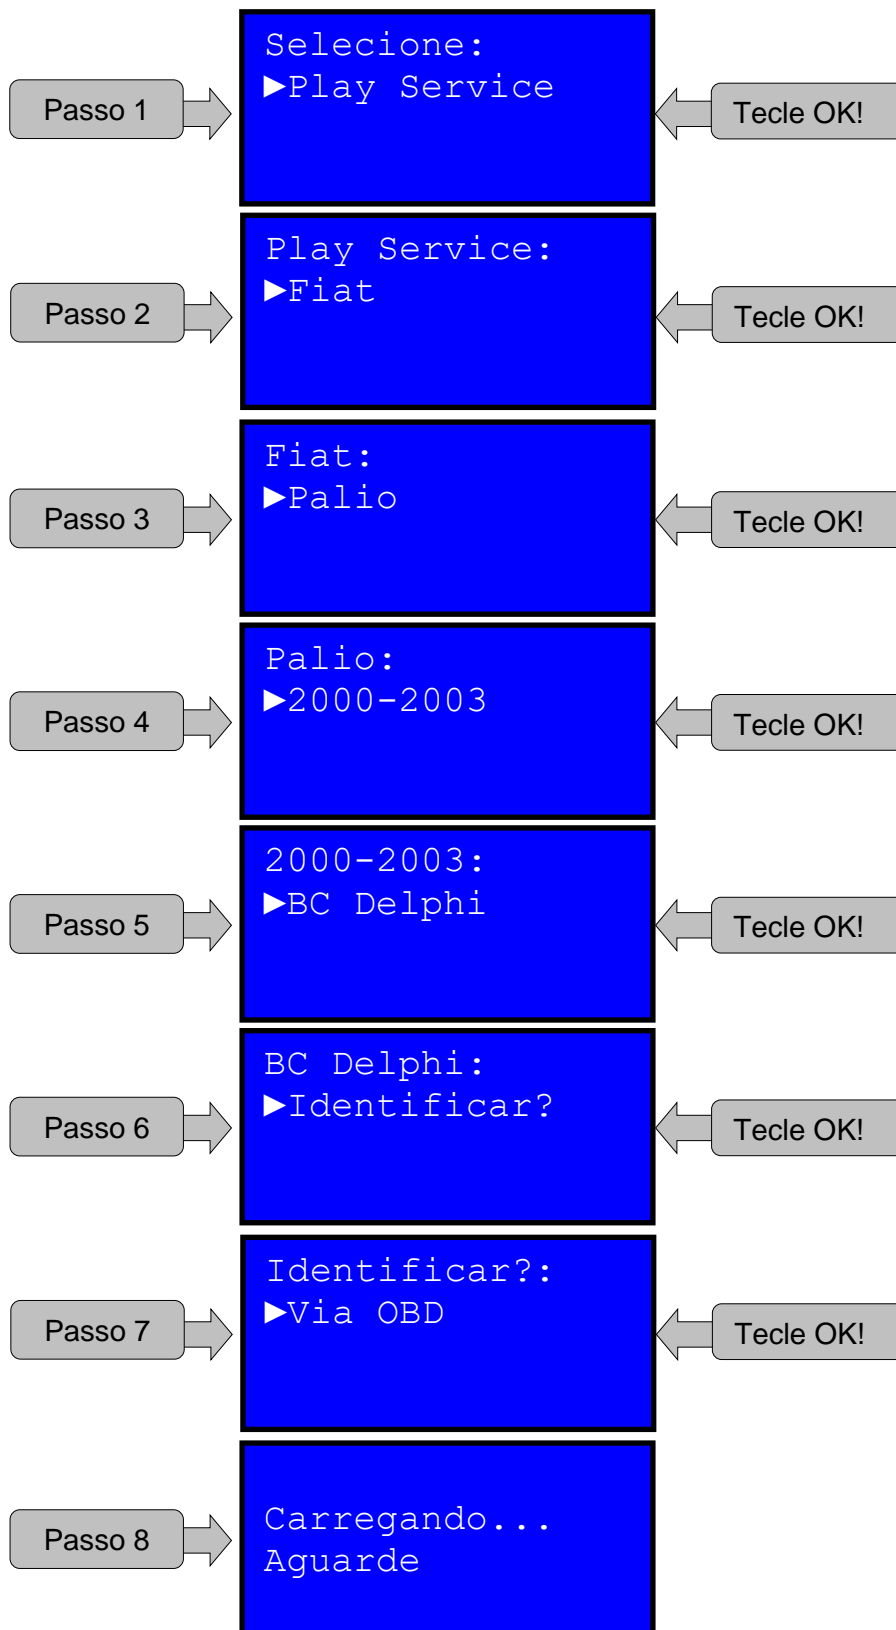 Passo 1
Selecione:
►Play Service
Tecle OK!
Passo 2
Play Service:
►Fiat
Tecle OK!
Passo 3
Fiat:
►Palio
Tecle OK!
Passo 4
Palio:
►2000-2003
Tecle OK!
Passo 5
2000-2003:
►BC Delphi
Tecle OK!
Passo 6
BC Delphi:
►Identificar?
Tecle OK!
Passo 7
Identificar?:
►Via OBD
Tecle OK!
Passo 8
Carregando...
Aguarde